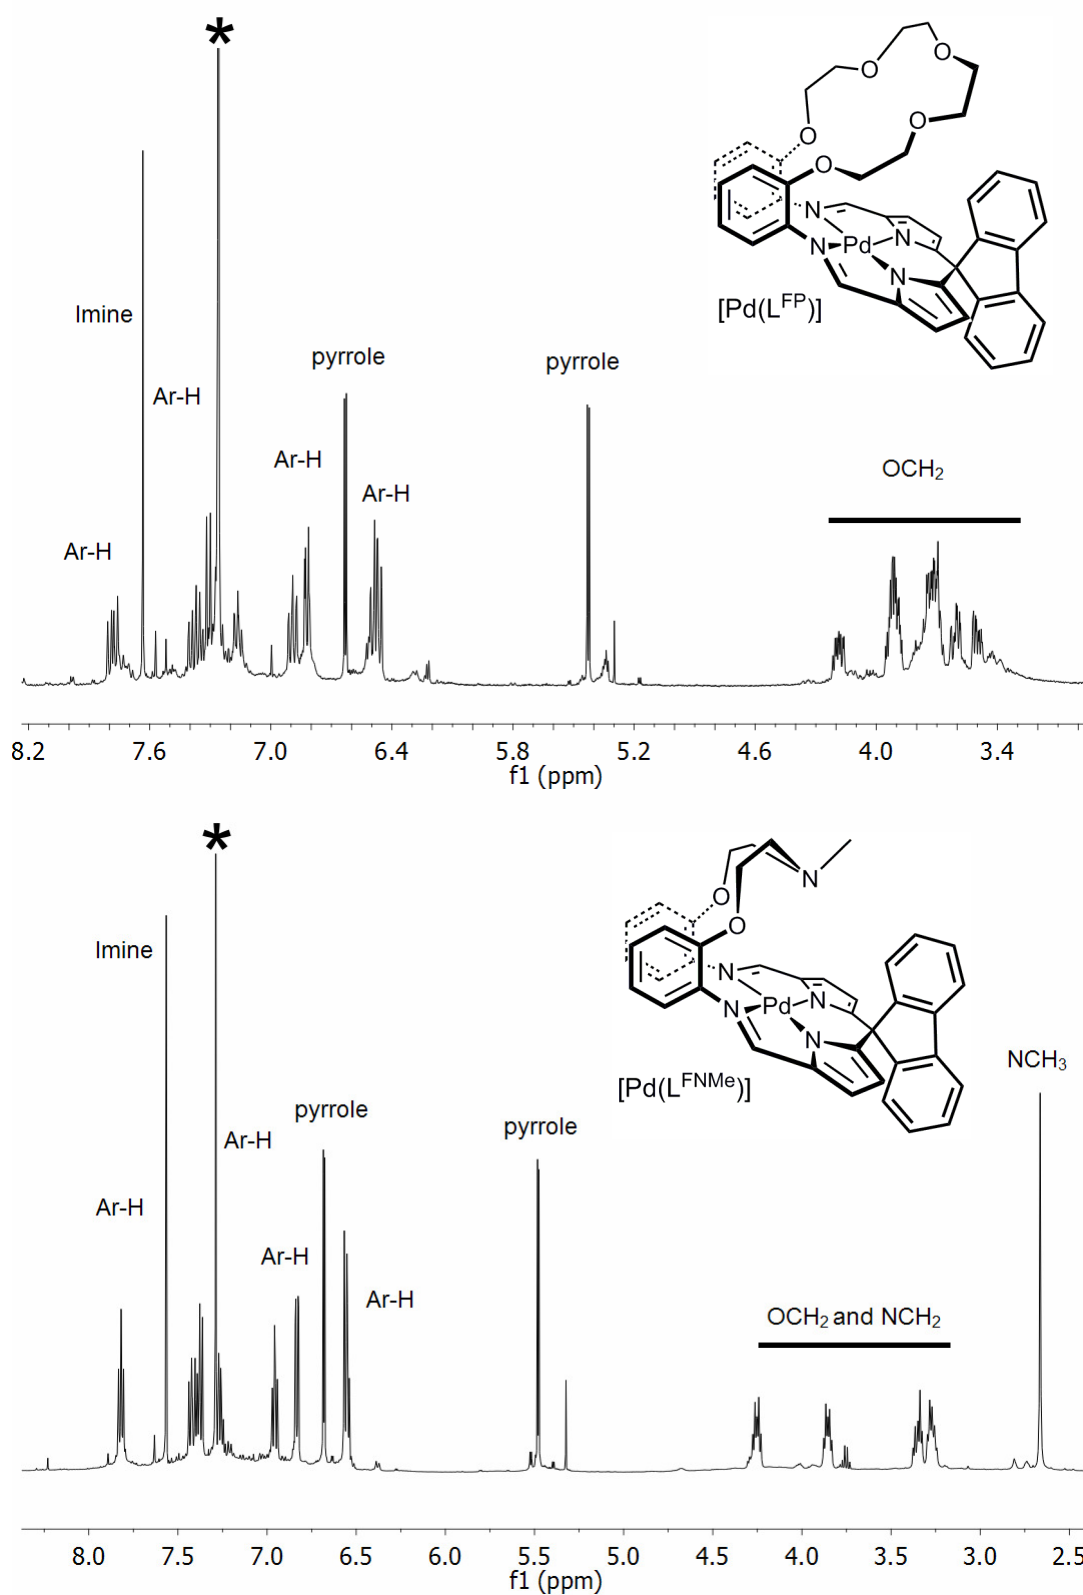 *
O
O
O
O
O
N
N
Pd
N
N
[Pd(L^FP)]
Imine
Ar-H
pyrrole
pyrrole
Ar-H
Ar-H
OCH₂
Ar-H
8.2 7.6 7.0 6.4 5.8 5.2 4.6 4.0 3.4
f1 (ppm)
*
N
O
O
N
N
Pd
N
N
[Pd(L^FNMe)]
Imine
NCH₃
pyrrole
pyrrole
Ar-H
Ar-H
Ar-H
Ar-H
OCH₂ and NCH₂
8.0 7.5 7.0 6.5 6.0 5.5 5.0 4.5 4.0 3.5 3.0 2.5
f1 (ppm)